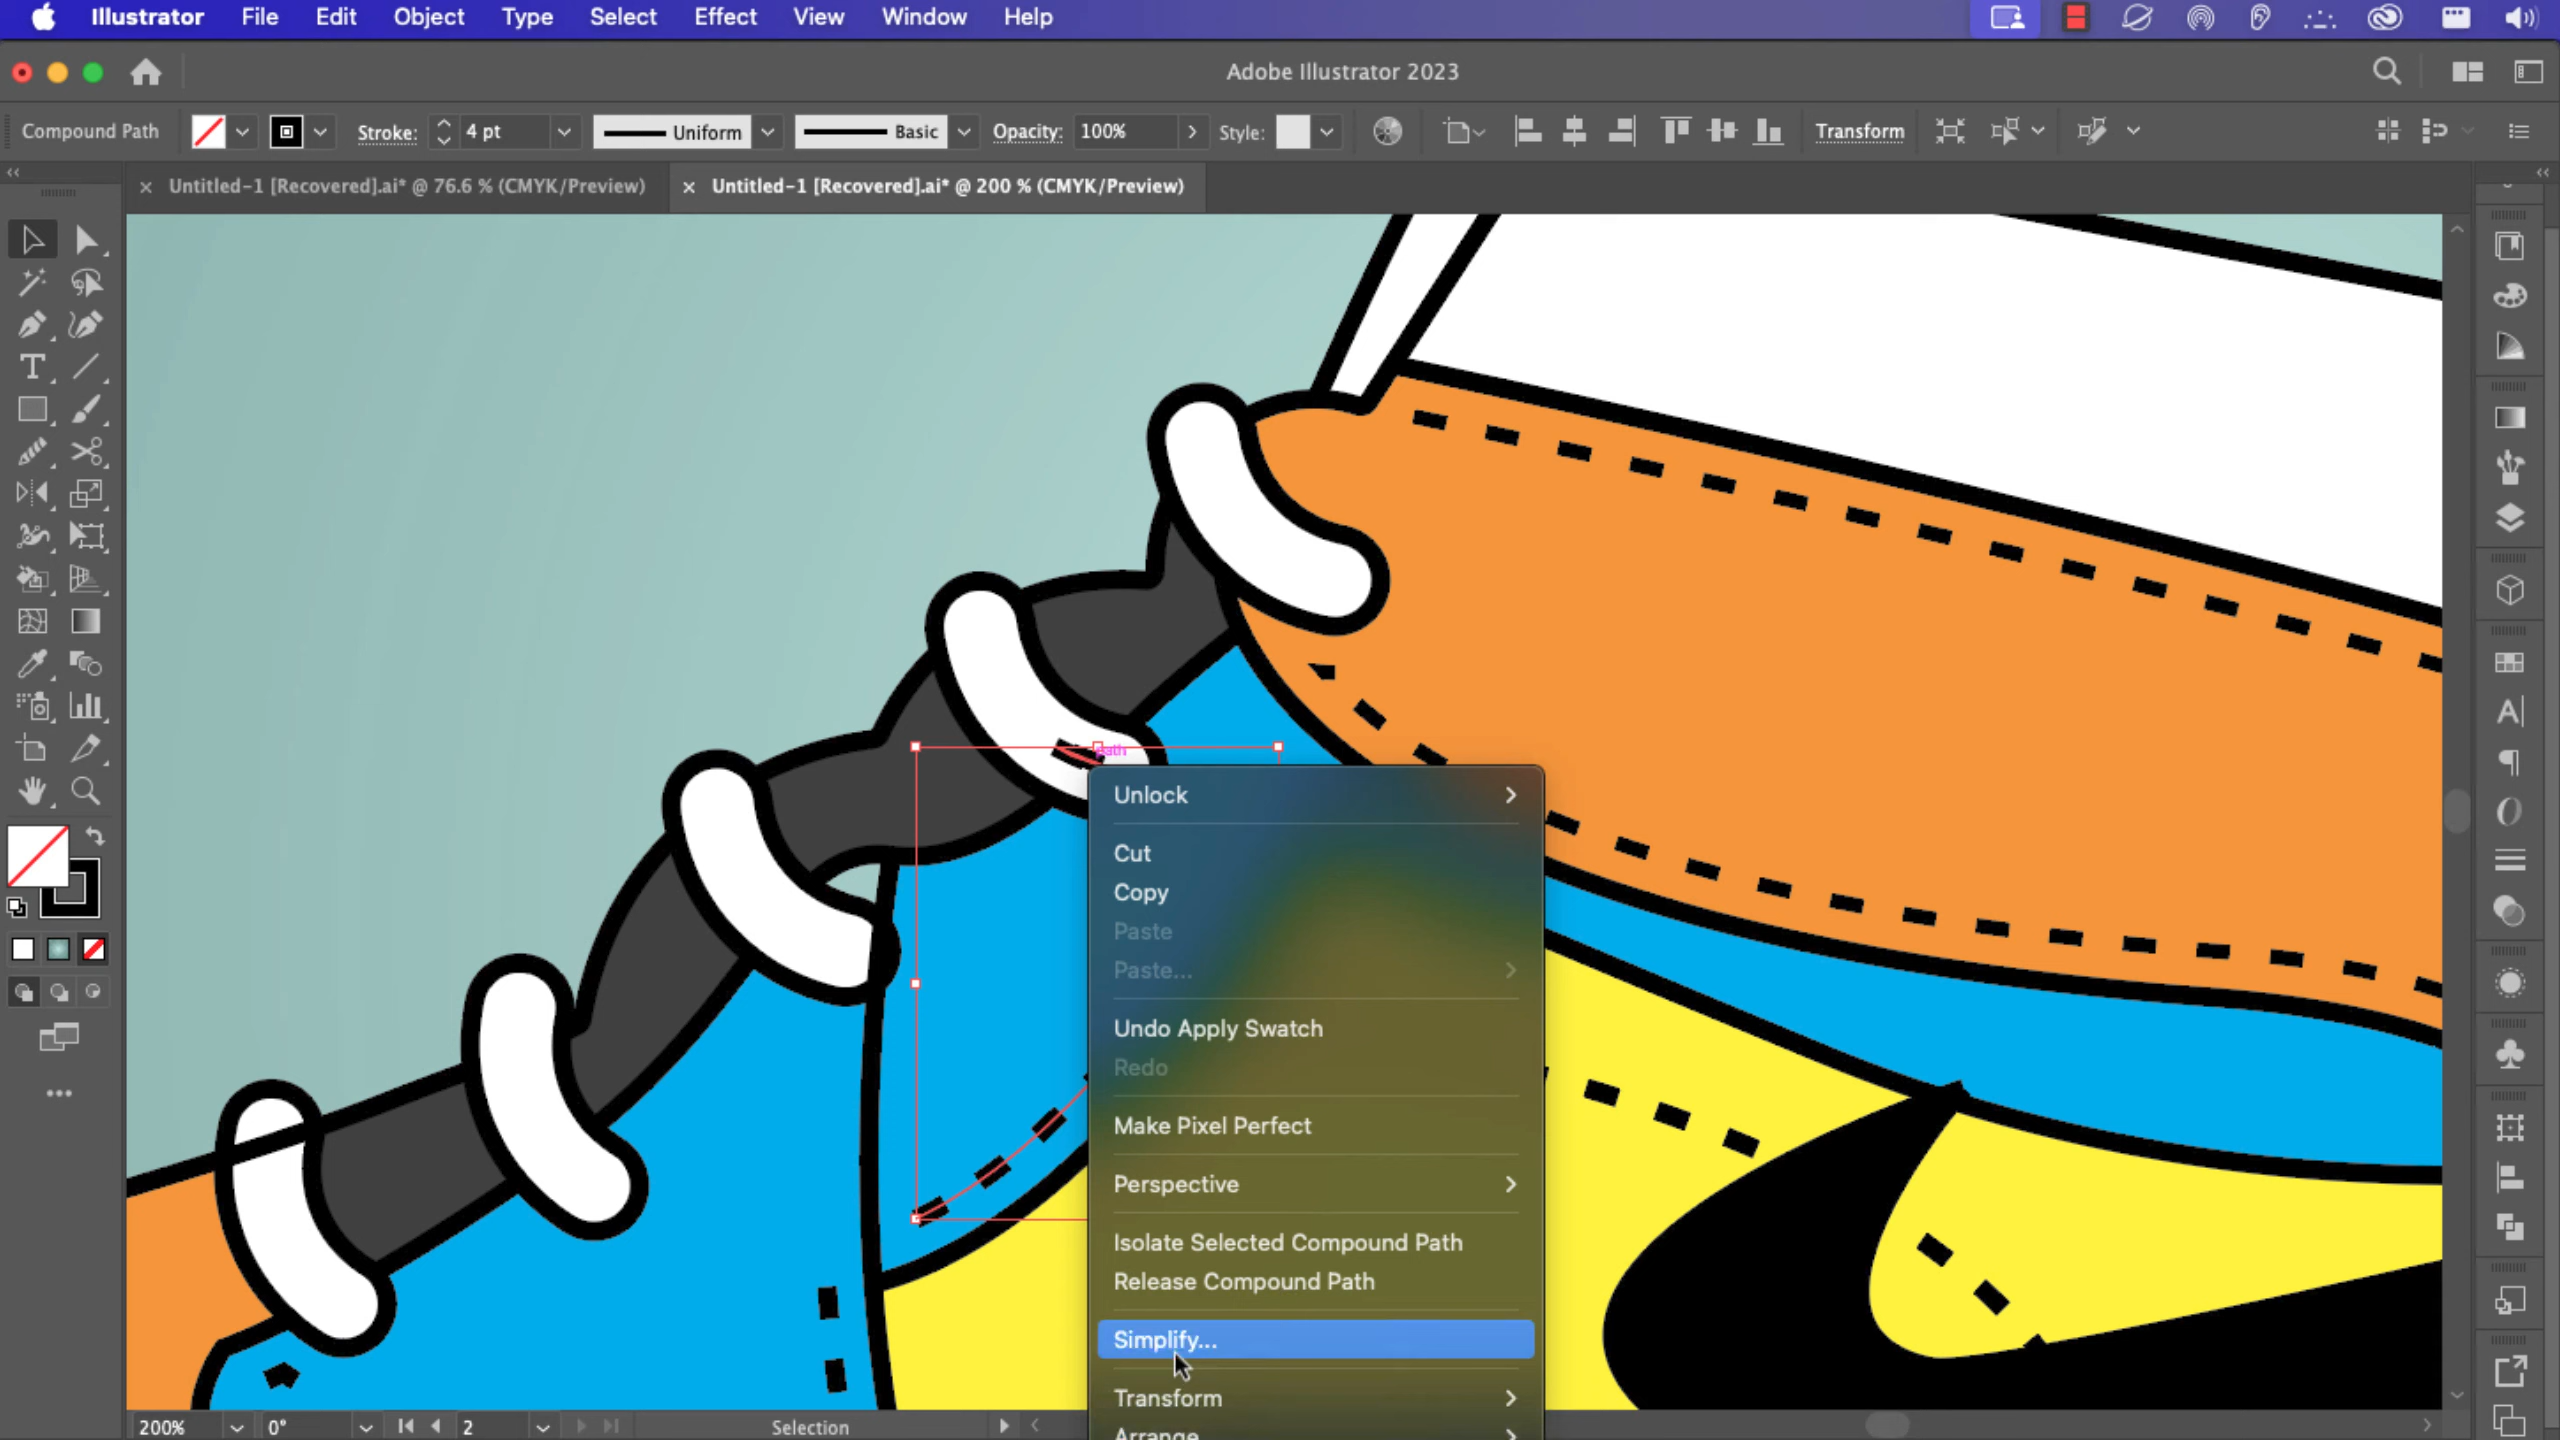 Illustrator File Edit Object Type Select Effect View Window Help
Adobe Illustrator 2023
Compound Path Stroke: 4 pt Uniform Basic Opacity: 100% Style: Transform
× Untitled-1 [Recovered].ai* @ 76.6 % (CMYK/Preview) × Untitled-1 [Recovered].ai* @ 200 % (CMYK/Preview)
path
Unlock
Cut
Copy
Paste
Paste...
Undo Apply Swatch
Redo
Make Pixel Perfect
Perspective
Isolate Selected Compound Path
Release Compound Path
Simplify...
Transform
Arrange
200% 0° 2 Selection